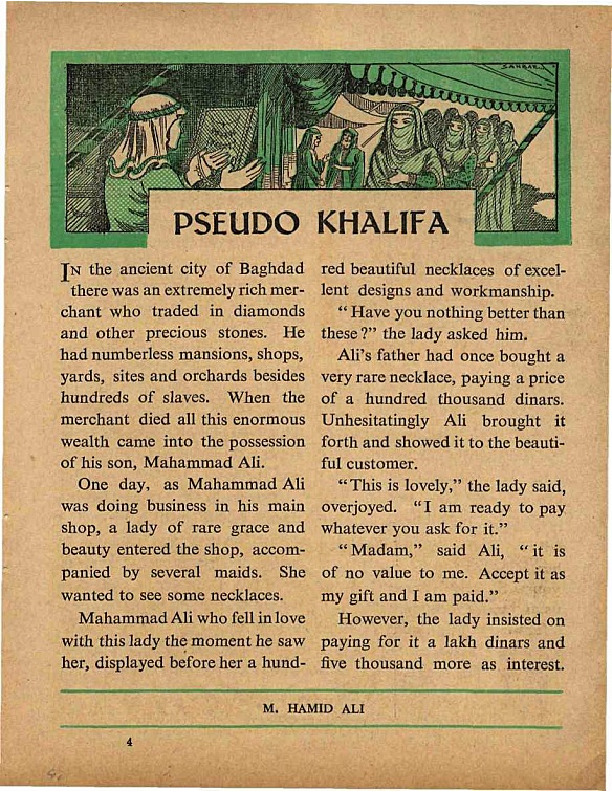 SANKAR..
PSEUDO KHALIFA
IN the ancient city of Baghdad
there was an extremely rich mer-
chant who traded in diamonds
and other precious stones. He
had numberless mansions, shops,
yards, sites and orchards besides
hundreds of slaves. When the
merchant died all this enormous
wealth came into the possession
of his son, Mahammad Ali.
One day, as Mahammad Ali
was doing business in his main
shop, a lady of rare grace and
beauty entered the shop, accom-
panied by several maids. She
wanted to see some necklaces.
Mahammad Ali who fell in love
with this lady the moment he saw
her, displayed before her a hund-
red beautiful necklaces of excel-
lent designs and workmanship.
"Have you nothing better than
these?" the lady asked him.
Ali's father had once bought a
very rare necklace, paying a price
of a hundred thousand dinars.
Unhesitatingly Ali brought it
forth and showed it to the beauti-
ful customer.
"This is lovely," the lady said,
overjoyed. "I am ready to pay
whatever you ask for it."
"Madam," said Ali, "it is
of no value to me. Accept it as
my gift and I am paid."
However, the lady insisted on
paying for it a lakh dinars and
five thousand more as interest.
M. HAMID ALI
4